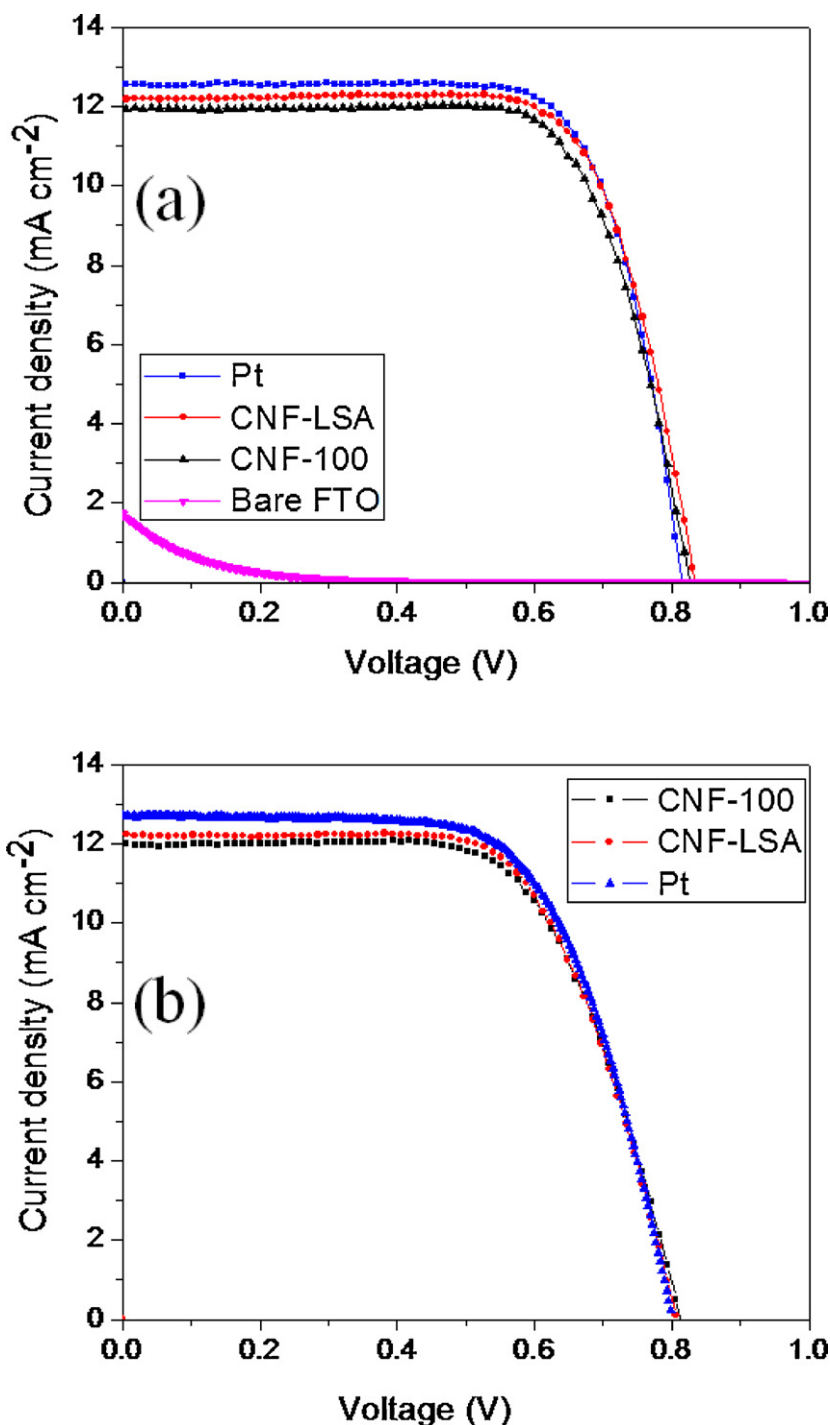 14
12
10
8
6
4
2
0
Current density (mA cm-2)
(a)
Pt
CNF-LSA
CNF-100
Bare FTO
0.0 0.2 0.4 0.6 0.8 1.0
Voltage (V)
14
12
10
8
6
4
2
0
Current density (mA cm-2)
(b)
CNF-100
CNF-LSA
Pt
0.0 0.2 0.4 0.6 0.8 1.0
Voltage (V)